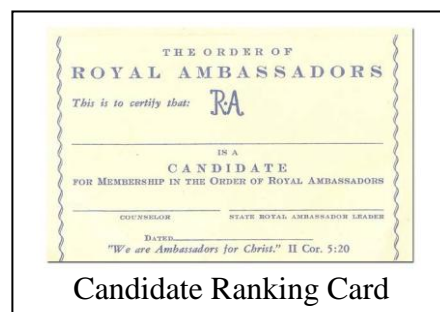 THE ORDER OF
ROYAL AMBASSADORS
This is to certify that: RA
IS A
CANDIDATE
FOR MEMBERSHIP IN THE ORDER OF ROYAL AMBASSADORS
COUNSELOR STATE ROYAL AMBASSADOR LEADER
DATED
"We are Ambassadors for Christ." II Cor. 5:20
Candidate Ranking Card